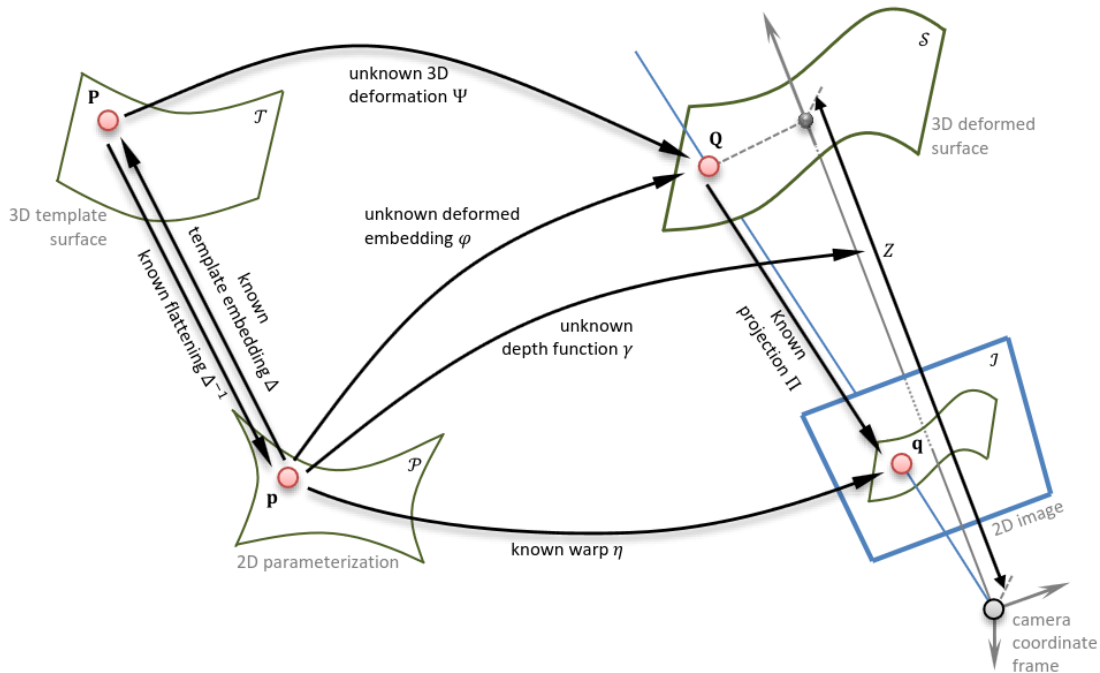 P
𝒯
3D template
surface
unknown 3D
deformation Ψ
𝒮
3D deformed
surface
Q
unknown deformed
embedding φ
known
template embedding Δ
known flattening Δ⁻¹
Z
unknown
depth function γ
Known
projection Π
ℐ
q
𝒫
p
2D parameterization
known warp η
2D image
camera
coordinate
frame